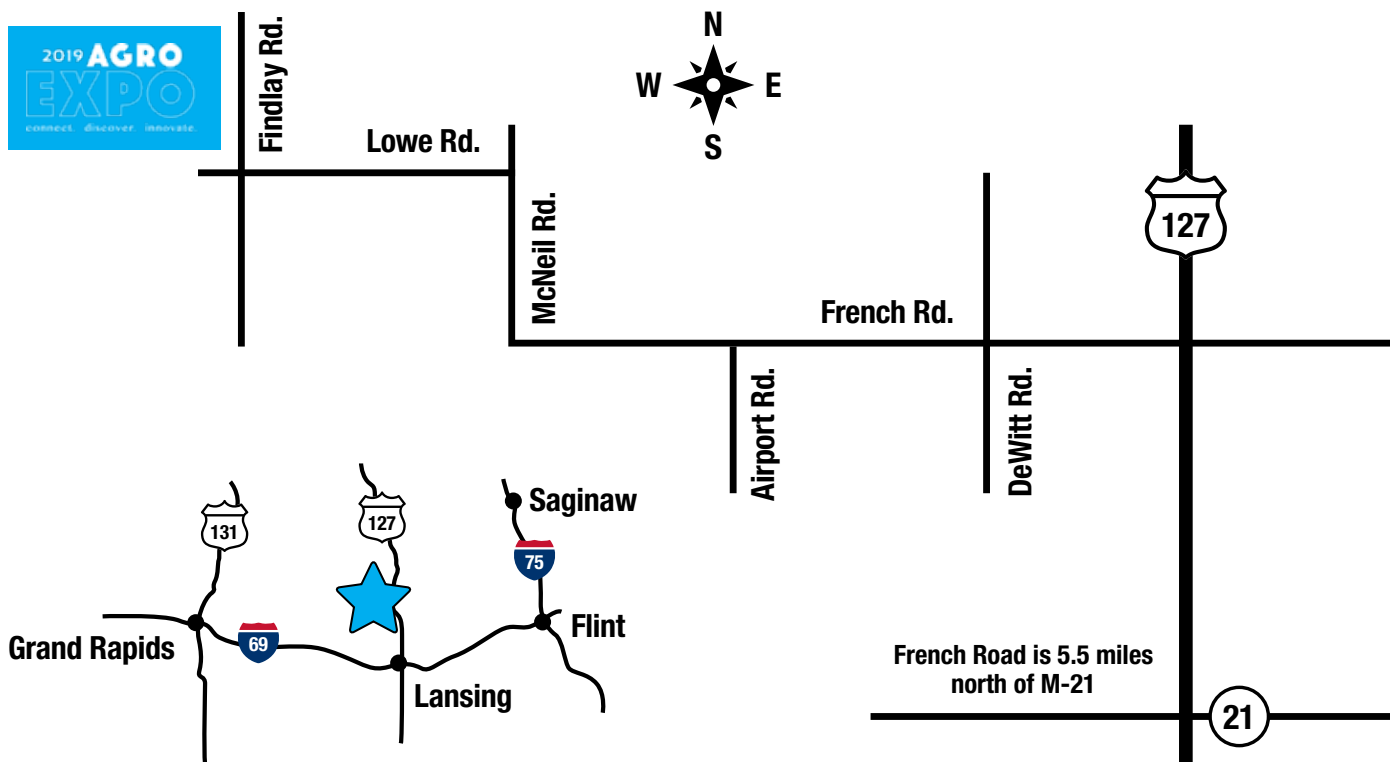 2019 AGRO
EXPO
connect. discover. innovate.
Findlay Rd.
Lowe Rd.
N
W
E
S
McNeil Rd.
127
French Rd.
Airport Rd.
DeWitt Rd.
131
127
Saginaw
75
Flint
Grand Rapids
69
Lansing
French Road is 5.5 miles
north of M-21
21